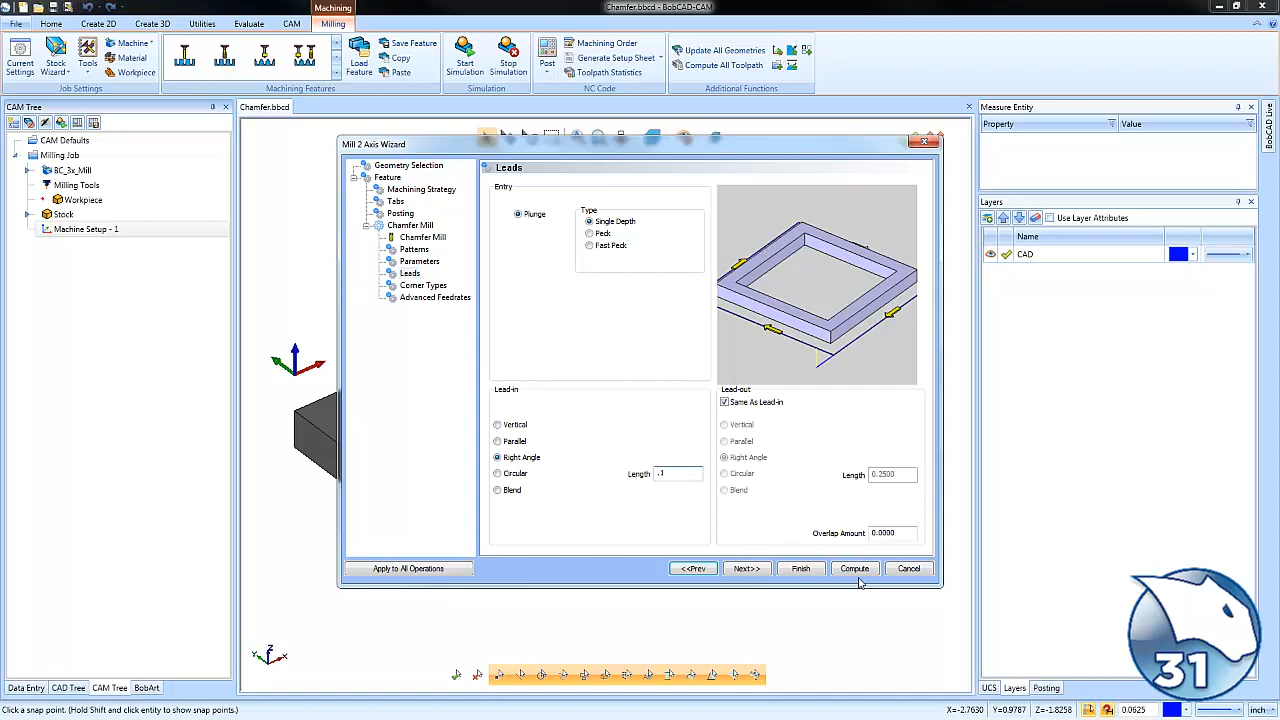 Chamfer.bbcd - BobCAD-CAM
Machining
File Home Create 2D Create 3D Utilities Evaluate CAM Milling
Current Settings
Stock Wizard
Tools
Machine
Material
Workpiece
Job Settings
Load Feature
Save Feature
Copy
Paste
Machining Features
Start Simulation
Stop Simulation
Simulation
Post
Machining Order
Generate Setup Sheet
Toolpath Statistics
NC Code
Update All Geometries
Compute All Toolpath
Additional Functions
CAM Tree
CAM Defaults
Milling Job
BC_3x_Mill
Milling Tools
Workpiece
Stock
Machine Setup - 1
Chamfer.bbcd
Mill 2 Axis Wizard
Geometry Selection
Feature
Machining Strategy
Tabs
Posting
Chamfer Mill
Chamfer Mill
Patterns
Parameters
Leads
Corner Types
Advanced Feedrates
Leads
Entry
Plunge
Type
Single Depth
Peck
Fast Peck
Lead-in
Vertical
Parallel
Right Angle
Circular
Blend
Length .1
Lead-out
Same As Lead-in
Vertical
Parallel
Right Angle
Circular
Blend
Length 0.2500
Overlap Amount 0.0000
Apply to All Operations
<<Prev Next>> Finish Compute Cancel
Measure Entity
Property Value
Layers
Use Layer Attributes
Name
CAD
BobCAD Live
31
Z
Y X
Data Entry CAD Tree CAM Tree BobArt
UCS Layers Posting
Click a snap point. (Hold Shift and click entity to show snap points.)
X=-2.7630 Y=0.9787 Z=-1.8258 0.0625 inch